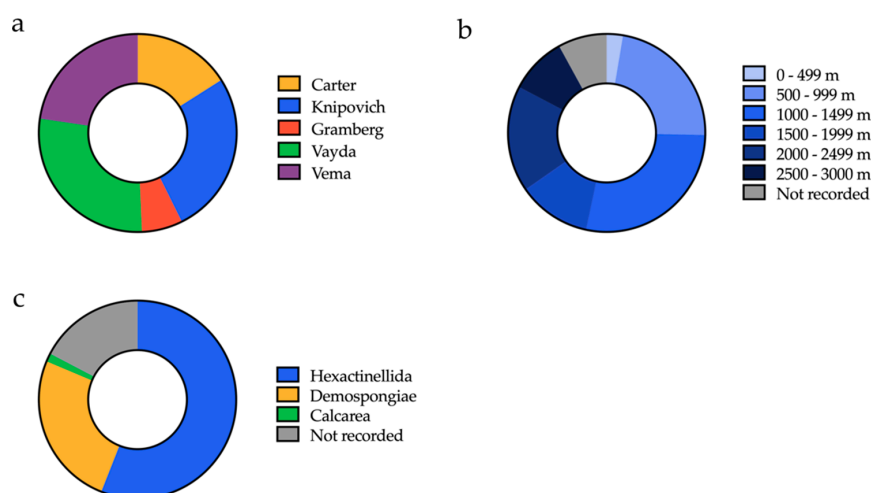 a
Carter
Knipovich
Gramberg
Vayda
Vema
b
0 - 499 m
500 - 999 m
1000 - 1499 m
1500 - 1999 m
2000 - 2499 m
2500 - 3000 m
Not recorded
c
Hexactinellida
Demospongiae
Calcarea
Not recorded